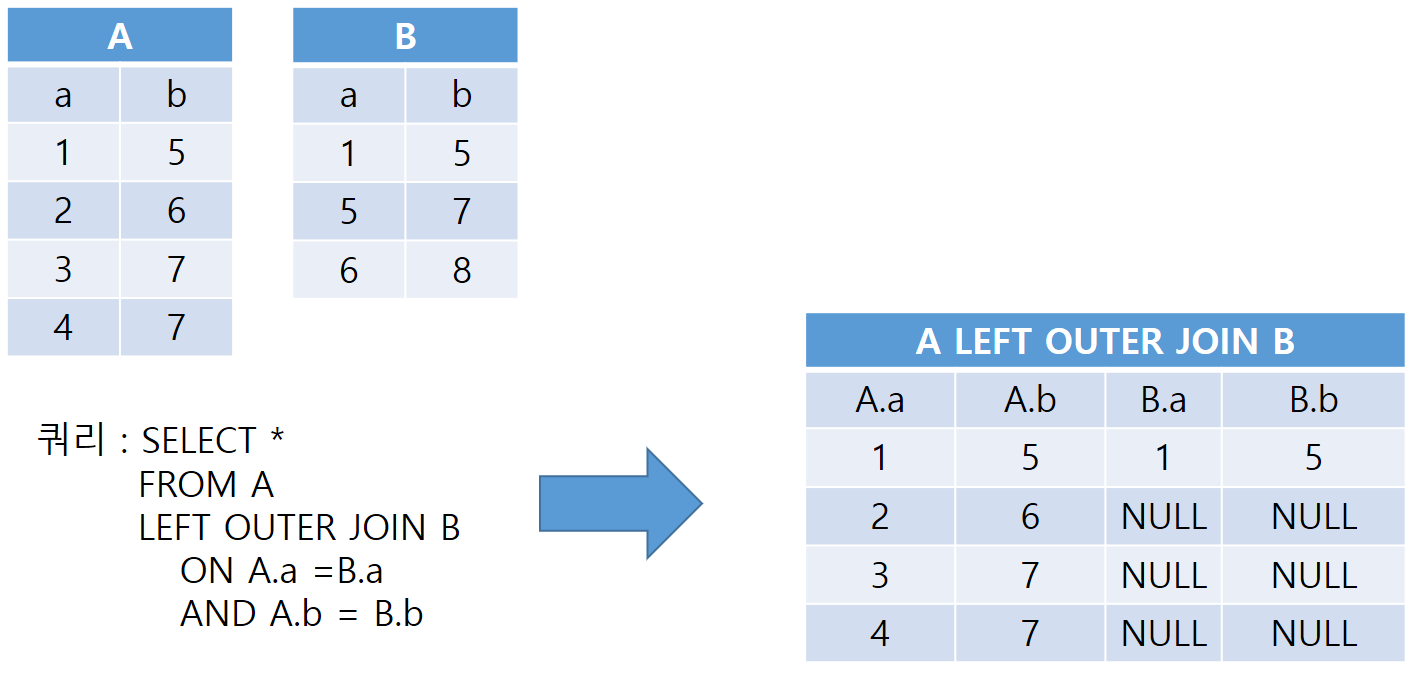 A
a b
1 5
2 6
3 7
4 7
B
a b
1 5
5 7
6 8
쿼리 : SELECT *
FROM A
LEFT OUTER JOIN B
ON A.a =B.a
AND A.b = B.b
A LEFT OUTER JOIN B
A.a A.b B.a B.b
1 5 1 5
2 6 NULL NULL
3 7 NULL NULL
4 7 NULL NULL